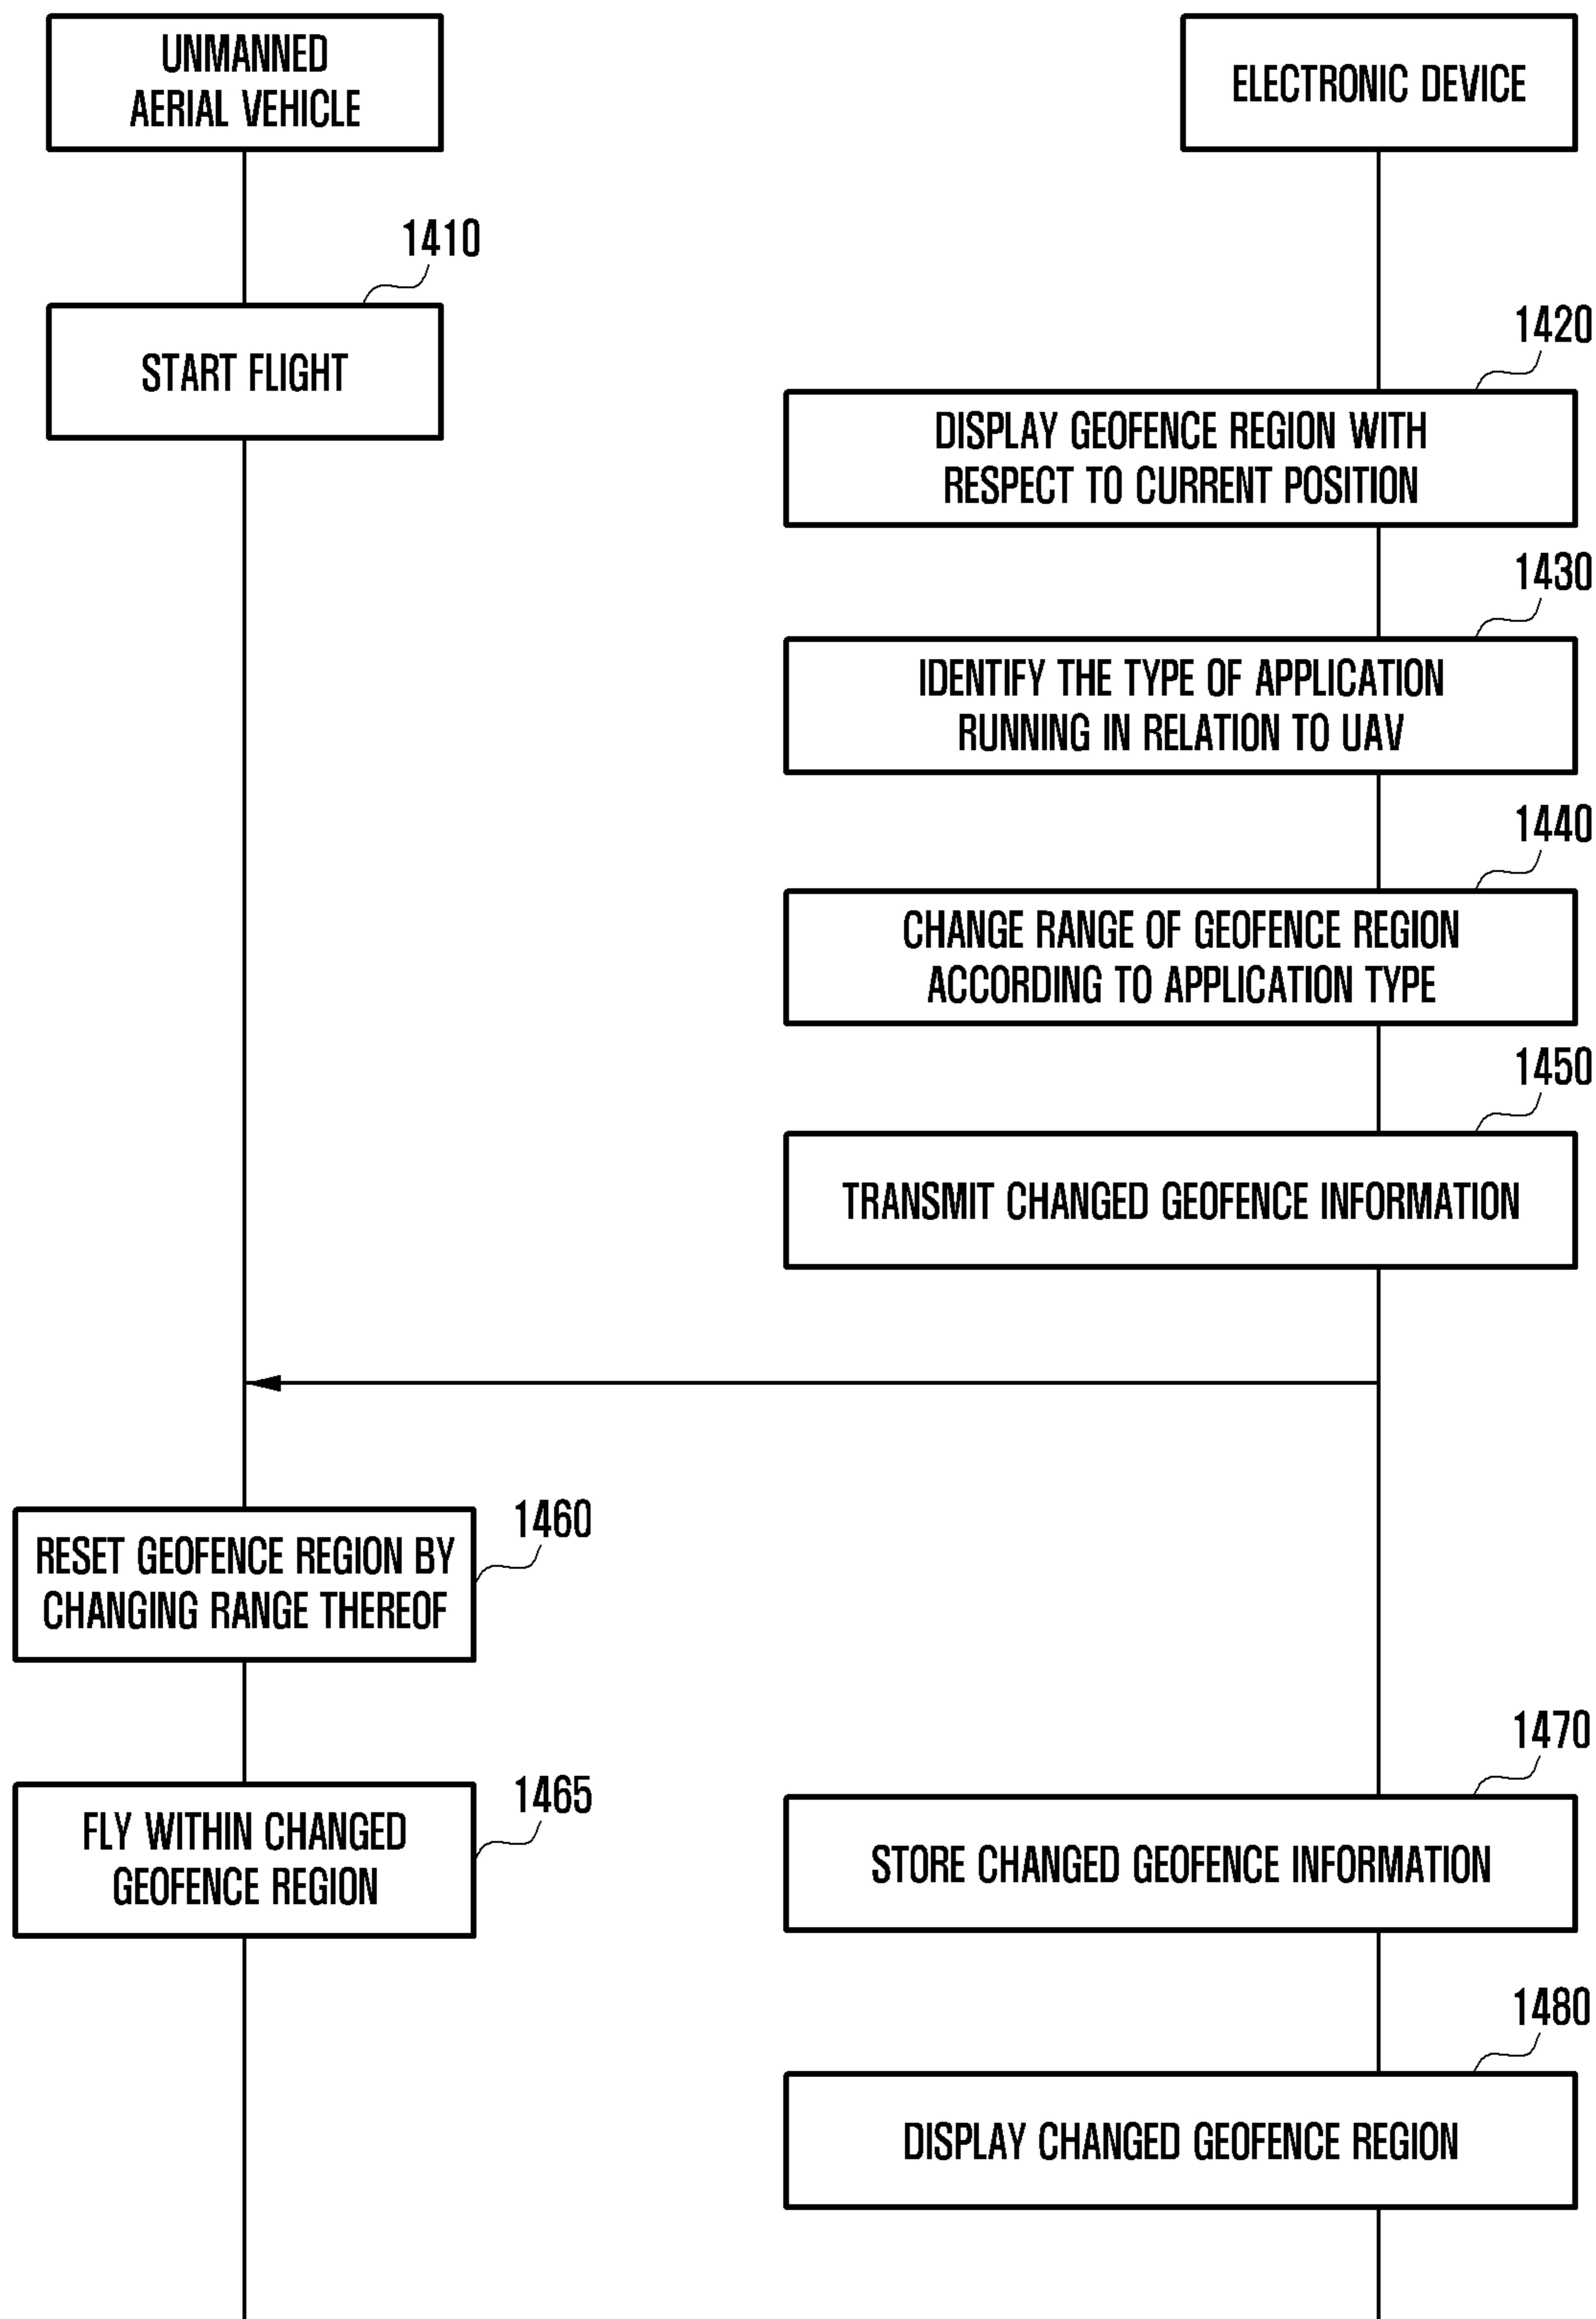 UNMANNED
AERIAL VEHICLE
ELECTRONIC DEVICE
1410
START FLIGHT
1420
DISPLAY GEOFENCE REGION WITH
RESPECT TO CURRENT POSITION
1430
IDENTIFY THE TYPE OF APPLICATION
RUNNING IN RELATION TO UAV
1440
CHANGE RANGE OF GEOFENCE REGION
ACCORDING TO APPLICATION TYPE
1450
TRANSMIT CHANGED GEOFENCE INFORMATION
1460
RESET GEOFENCE REGION BY
CHANGING RANGE THEREOF
1465
FLY WITHIN CHANGED
GEOFENCE REGION
1470
STORE CHANGED GEOFENCE INFORMATION
1480
DISPLAY CHANGED GEOFENCE REGION